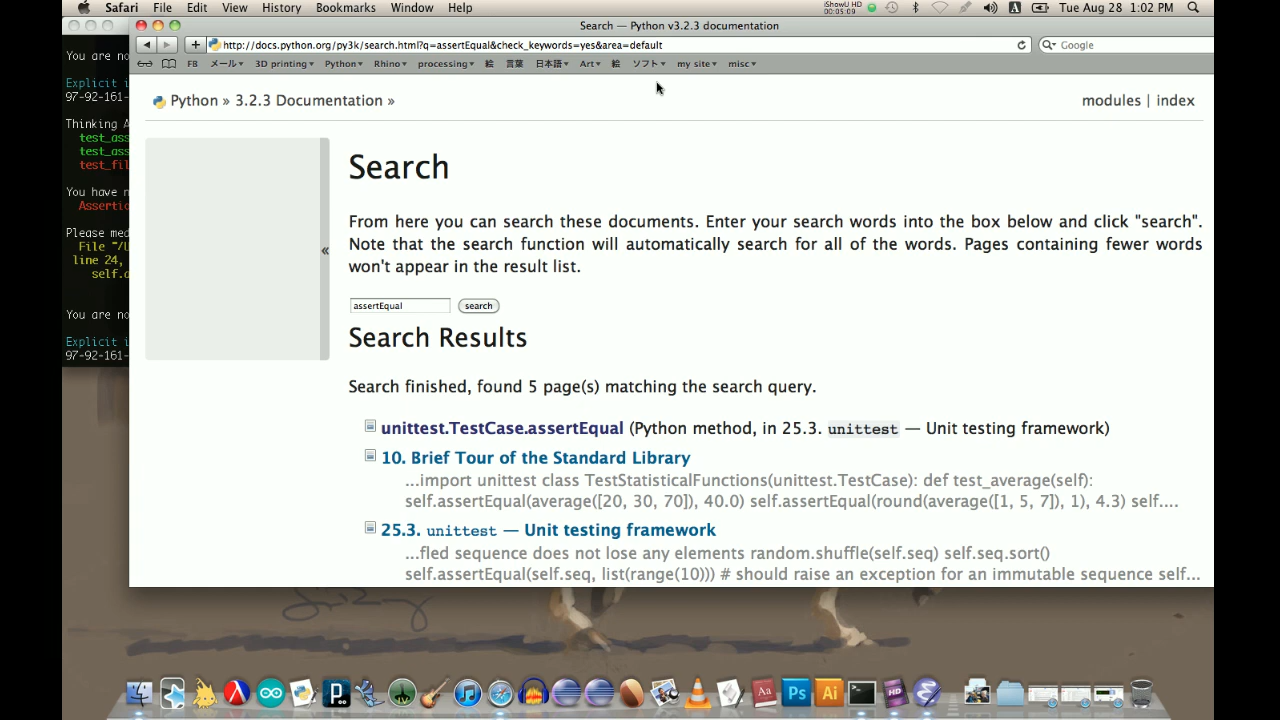 Safari File Edit View History Bookmarks Window Help
iShowU HD
00:05:09
Tue Aug 28 1:02 PM
Search — Python v3.2.3 documentation
http://docs.python.org/py3k/search.html?q=assertEqual&check_keywords=yes&area=default
Google
FB メール 3D printing Python Rhino processing 絵 言葉 日本語 Art 絵 ソフト my site misc
Python » 3.2.3 Documentation »
modules | index
«
Search
From here you can search these documents. Enter your search words into the box below and click "search".
Note that the search function will automatically search for all of the words. Pages containing fewer words
won't appear in the result list.
assertEqual search
Search Results
Search finished, found 5 page(s) matching the search query.
unittest.TestCase.assertEqual (Python method, in 25.3. unittest — Unit testing framework)
10. Brief Tour of the Standard Library
...import unittest class TestStatisticalFunctions(unittest.TestCase): def test_average(self):
self.assertEqual(average([20, 30, 70]), 40.0) self.assertEqual(round(average([1, 5, 7]), 1), 4.3) self....
25.3. unittest — Unit testing framework
...fled sequence does not lose any elements random.shuffle(self.seq) self.seq.sort()
self.assertEqual(self.seq, list(range(10))) # should raise an exception for an immutable sequence self...
You are no
Explicit i
97-92-161-
Thinking A
test_ass
test_ass
test_fil
You have n
Assertio
Please med
File "/U
line 24,
self.a
You are no
Explicit i
97-92-161-
Aa
Ps
Ai
HD